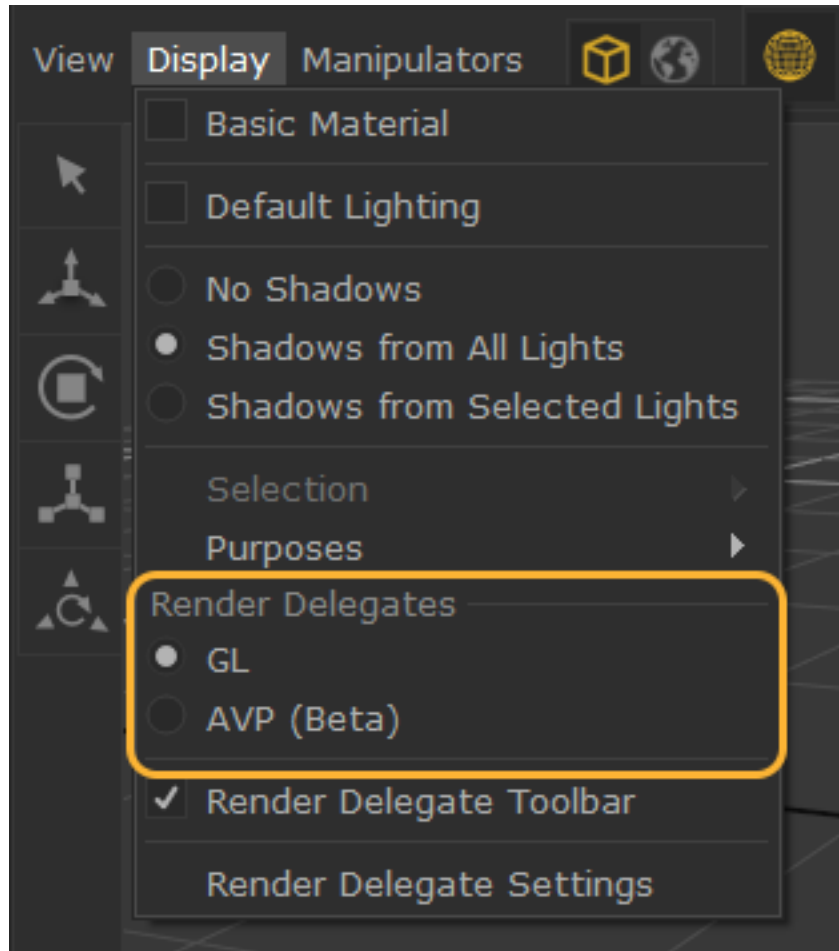 View Display Manipulators
Basic Material
Default Lighting
No Shadows
Shadows from All Lights
Shadows from Selected Lights
Selection
Purposes
Render Delegates
GL
AVP (Beta)
Render Delegate Toolbar
Render Delegate Settings